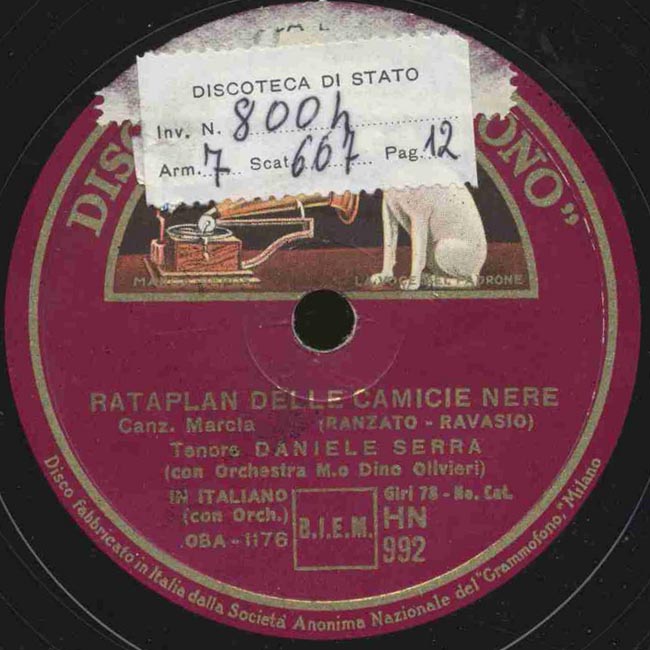 DISCOTECA DI STATO
Inv. N. 8004
Arm. 7 Scat 667 Pag. 12
DISCO ONO"
LA VOCE DEL PADRONE
RATAPLAN DELLE CAMICIE NERE
Canz. Marcia (RANZATO - RAVASIO)
Tenore DANIELE SERRA
(con Orchestra M.o Dino Olivieri)
IN ITALIANO
(con Orch.)
OBA - 1176
B.I.E.M.
Giri 78 - No. Cat.
HN
992
Disco fabbricato in Italia dalla Società Anonima Nazionale del "Grammofono," Milano